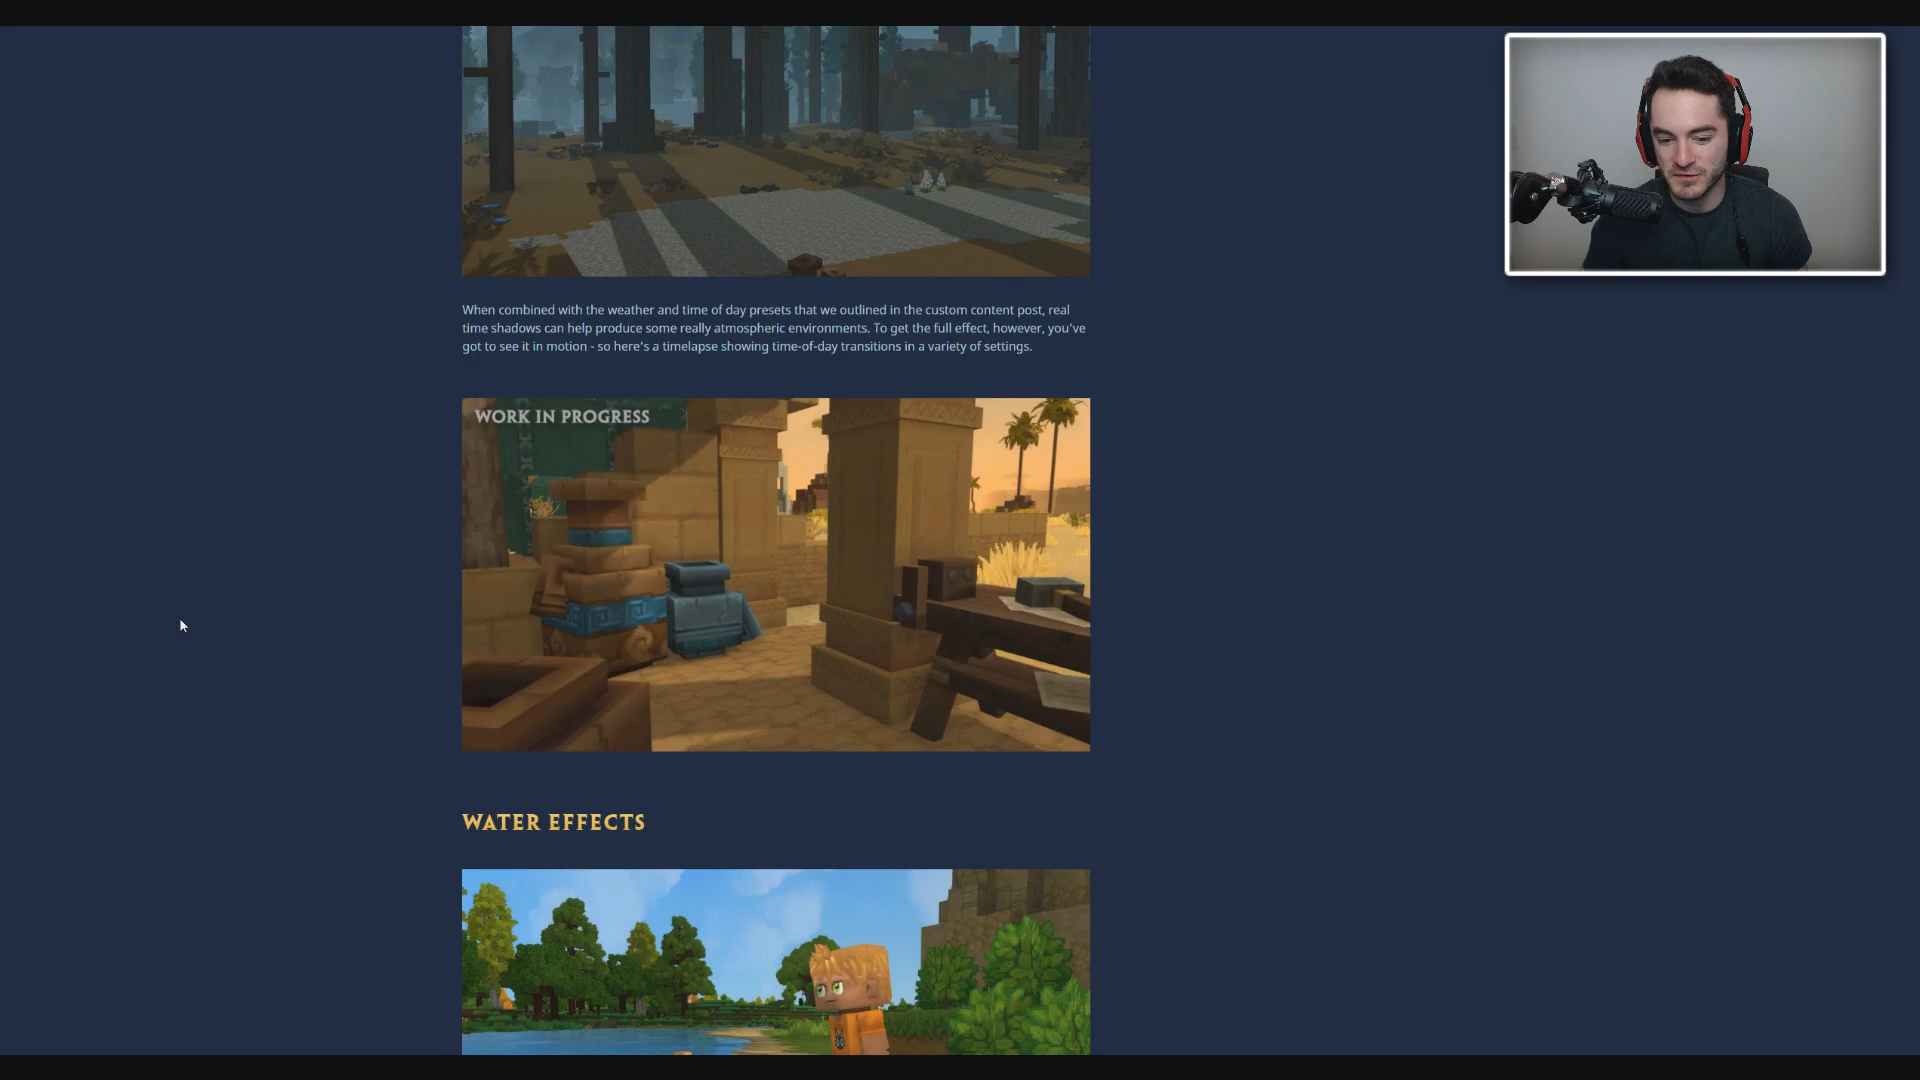 When combined with the weather and time of day presets that we outlined in the custom content post, real
time shadows can help produce some really atmospheric environments. To get the full effect, however, you've
got to see it in motion - so here's a timelapse showing time-of-day transitions in a variety of settings.
WORK IN PROGRESS
WATER EFFECTS